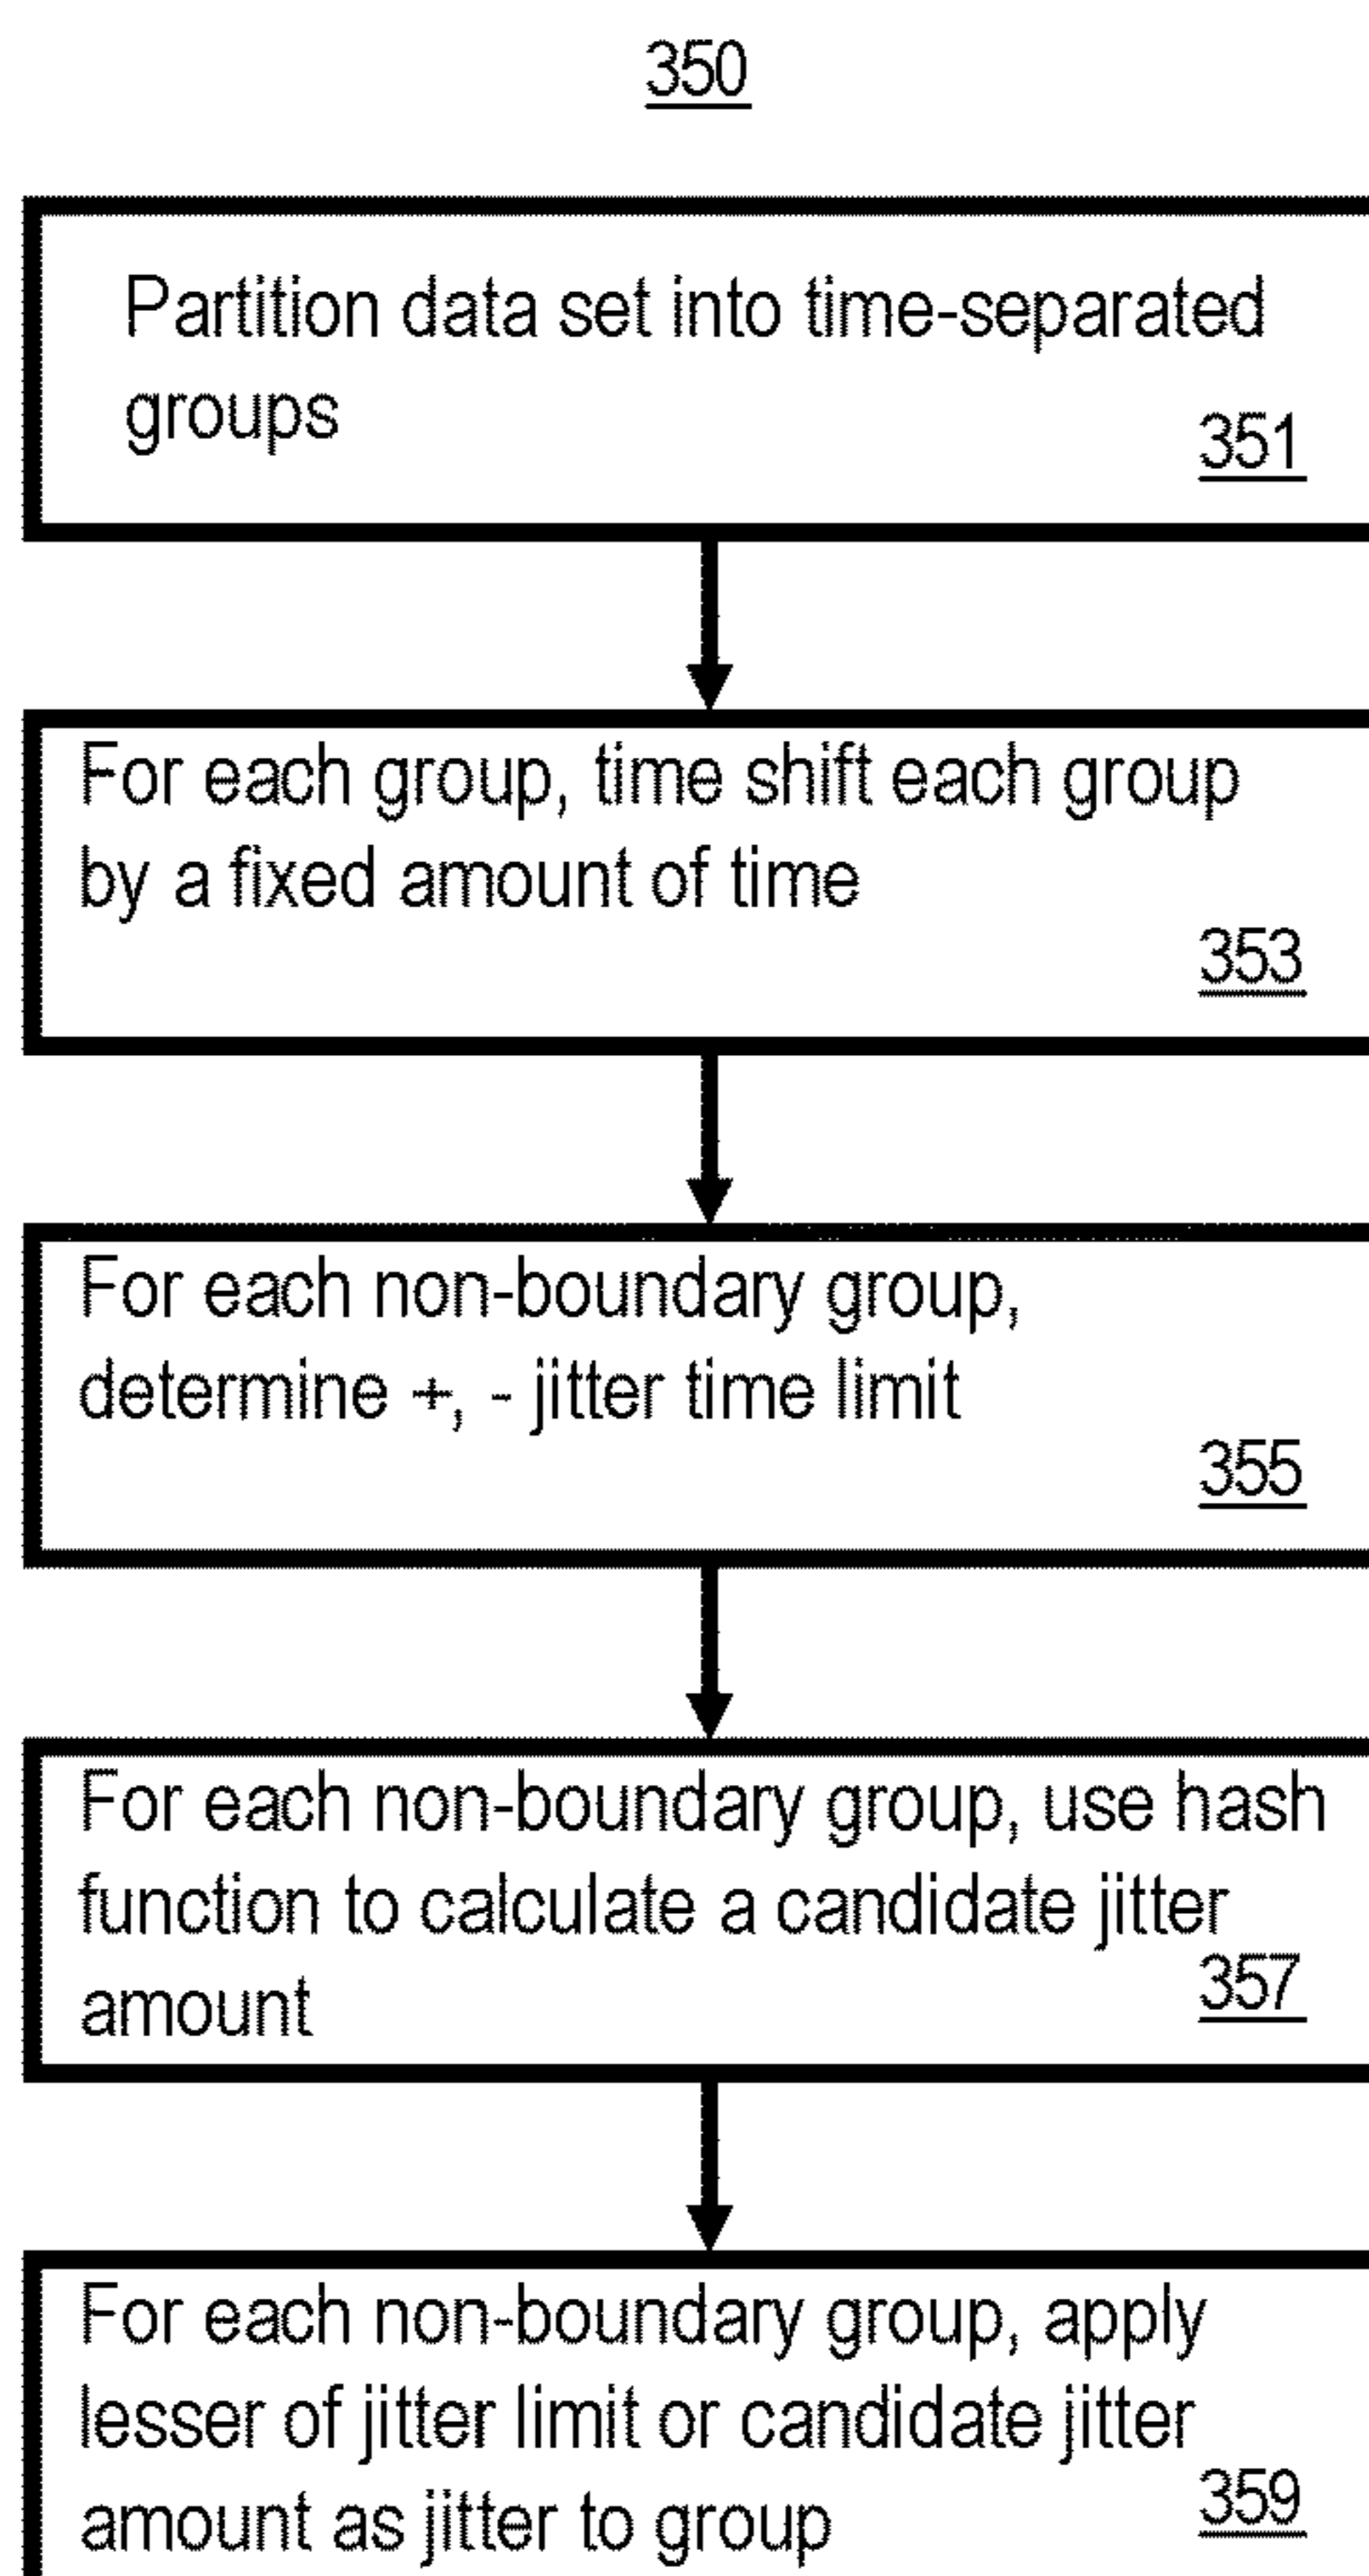 350
Partition data set into time-separated
groups
351
For each group, time shift each group
by a fixed amount of time
353
For each non-boundary group,
determine +, - jitter time limit
355
For each non-boundary group, use hash
function to calculate a candidate jitter
amount
357
For each non-boundary group, apply
lesser of jitter limit or candidate jitter
amount as jitter to group
359